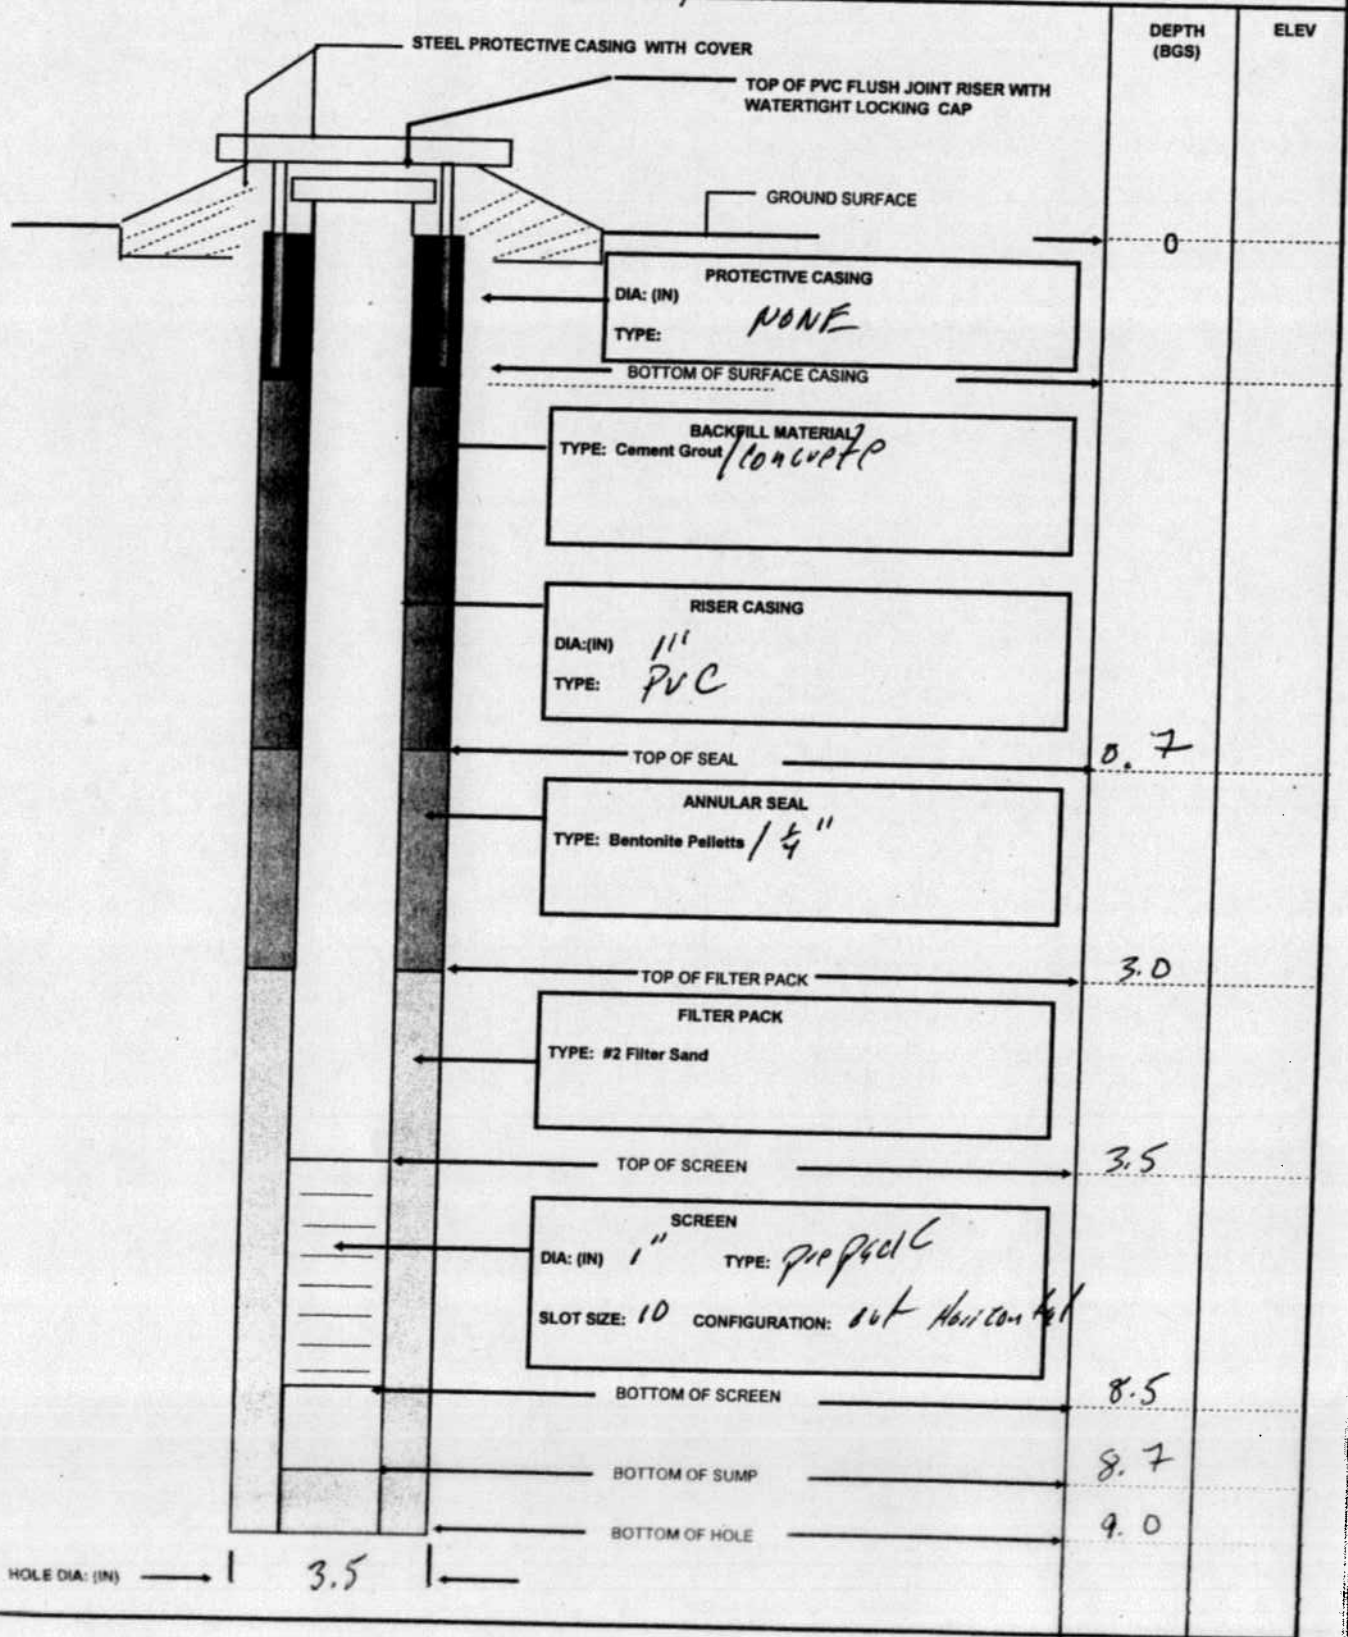 DEPTH
(BGS)
ELEV
STEEL PROTECTIVE CASING WITH COVER
TOP OF PVC FLUSH JOINT RISER WITH
WATERTIGHT LOCKING CAP
GROUND SURFACE
0
PROTECTIVE CASING
DIA: (IN)
TYPE: NONE
BOTTOM OF SURFACE CASING
BACKFILL MATERIAL
TYPE: Cement Grout / Concrete
RISER CASING
DIA:(IN) 1"
TYPE: PVC
TOP OF SEAL 0.7
ANNULAR SEAL
TYPE: Bentonite Pelletts / 1/4"
TOP OF FILTER PACK 3.0
FILTER PACK
TYPE: #2 Filter Sand
TOP OF SCREEN 3.5
SCREEN
DIA: (IN) 1" TYPE: prepack
SLOT SIZE: 10 CONFIGURATION: Horizontal
BOTTOM OF SCREEN 8.5
BOTTOM OF SUMP 8.7
BOTTOM OF HOLE 9.0
HOLE DIA: (IN) 3.5